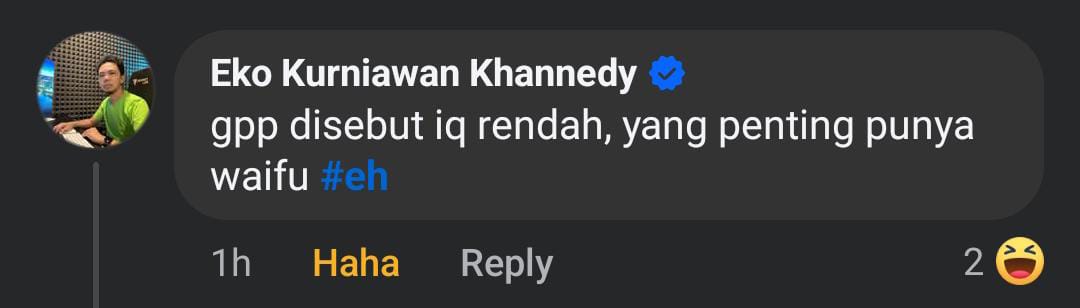 Eko Kurniawan Khannedy
gpp disebut iq rendah, yang penting punya
waifu #eh
1h Haha Reply 2